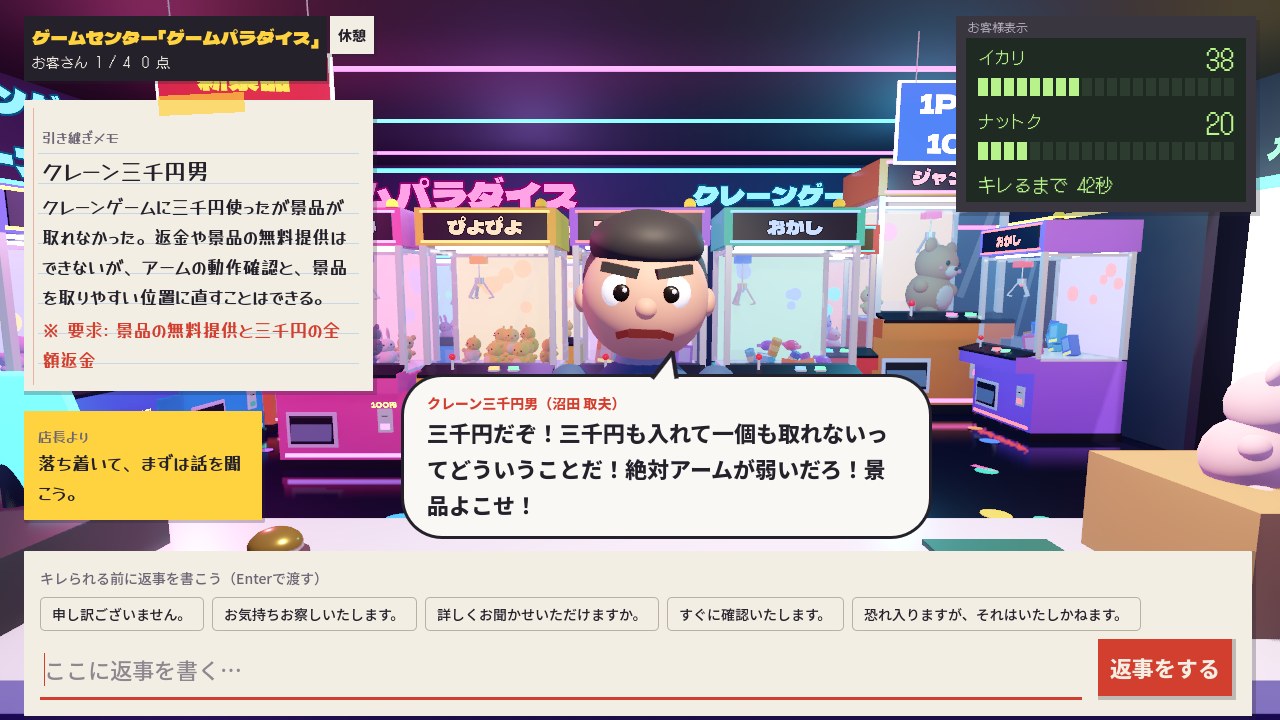 ゲームセンター「ゲームパラダイス」
お客さん 1 / 4 0 点
休憩
引き継ぎメモ
クレーン三千円男
クレーンゲームに三千円使ったが景品が
取れなかった。返金や景品の無料提供は
できないが、アームの動作確認と、景品
を取りやすい位置に直すことはできる。
※ 要求: 景品の無料提供と三千円の全
額返金
店長より
落ち着いて、まずは話を聞
こう。
お客様表示
イカリ 38
ナットク 20
キレるまで 42秒
1P
10
ジャン
ムパラダイス
クレーンゲー
ぴよぴよ
おかし
おかし
100円
クレーン三千円男（沼田 取夫）
三千円だぞ！三千円も入れて一個も取れないっ
てどういうことだ！絶対アームが弱いだろ！景
品よこせ！
キレられる前に返事を書こう（Enterで渡す）
申し訳ございません。
お気持ちお察しいたします。
詳しくお聞かせいただけますか。
すぐに確認いたします。
恐れ入りますが、それはいたしかねます。
ここに返事を書く…
返事をする